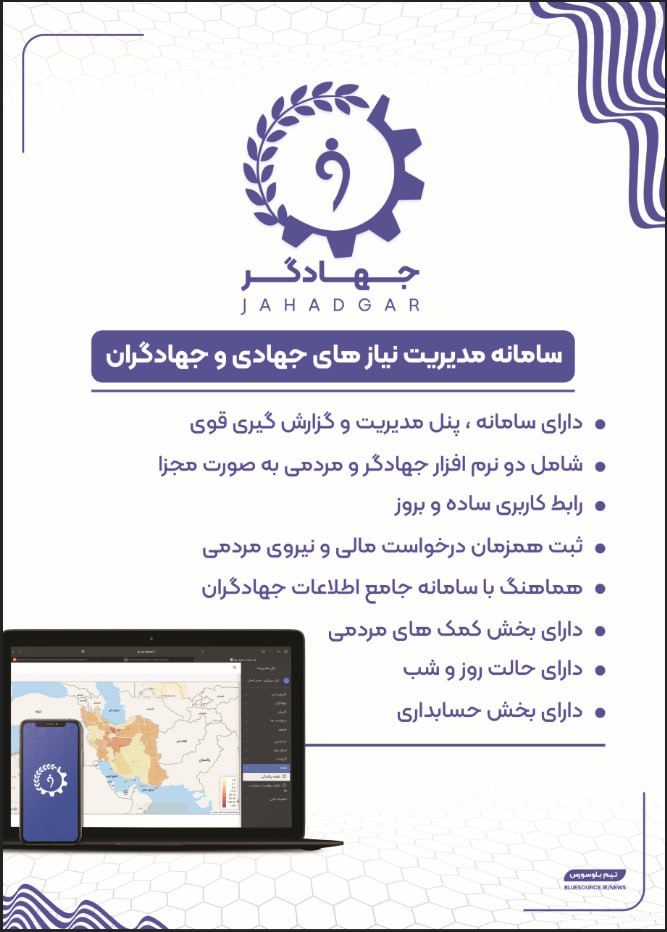 جهادگر
JAHADGAR
سامانه مدیریت نیاز های جهادی و جهادگران
دارای سامانه ، پنل مدیریت و گزارش گیری قوی
شامل دو نرم افزار جهادگر و مردمی به صورت مجزا
رابط کاربری ساده و بروز
ثبت همزمان درخواست مالی و نیروی مردمی
هماهنگ با سامانه جامع اطلاعات جهادگران
دارای بخش کمک های مردمی
دارای حالت روز و شب
دارای بخش حسابداری
پنل مدیریت
تیم بلوسورس
BLUESOURCE.IR/NEWS